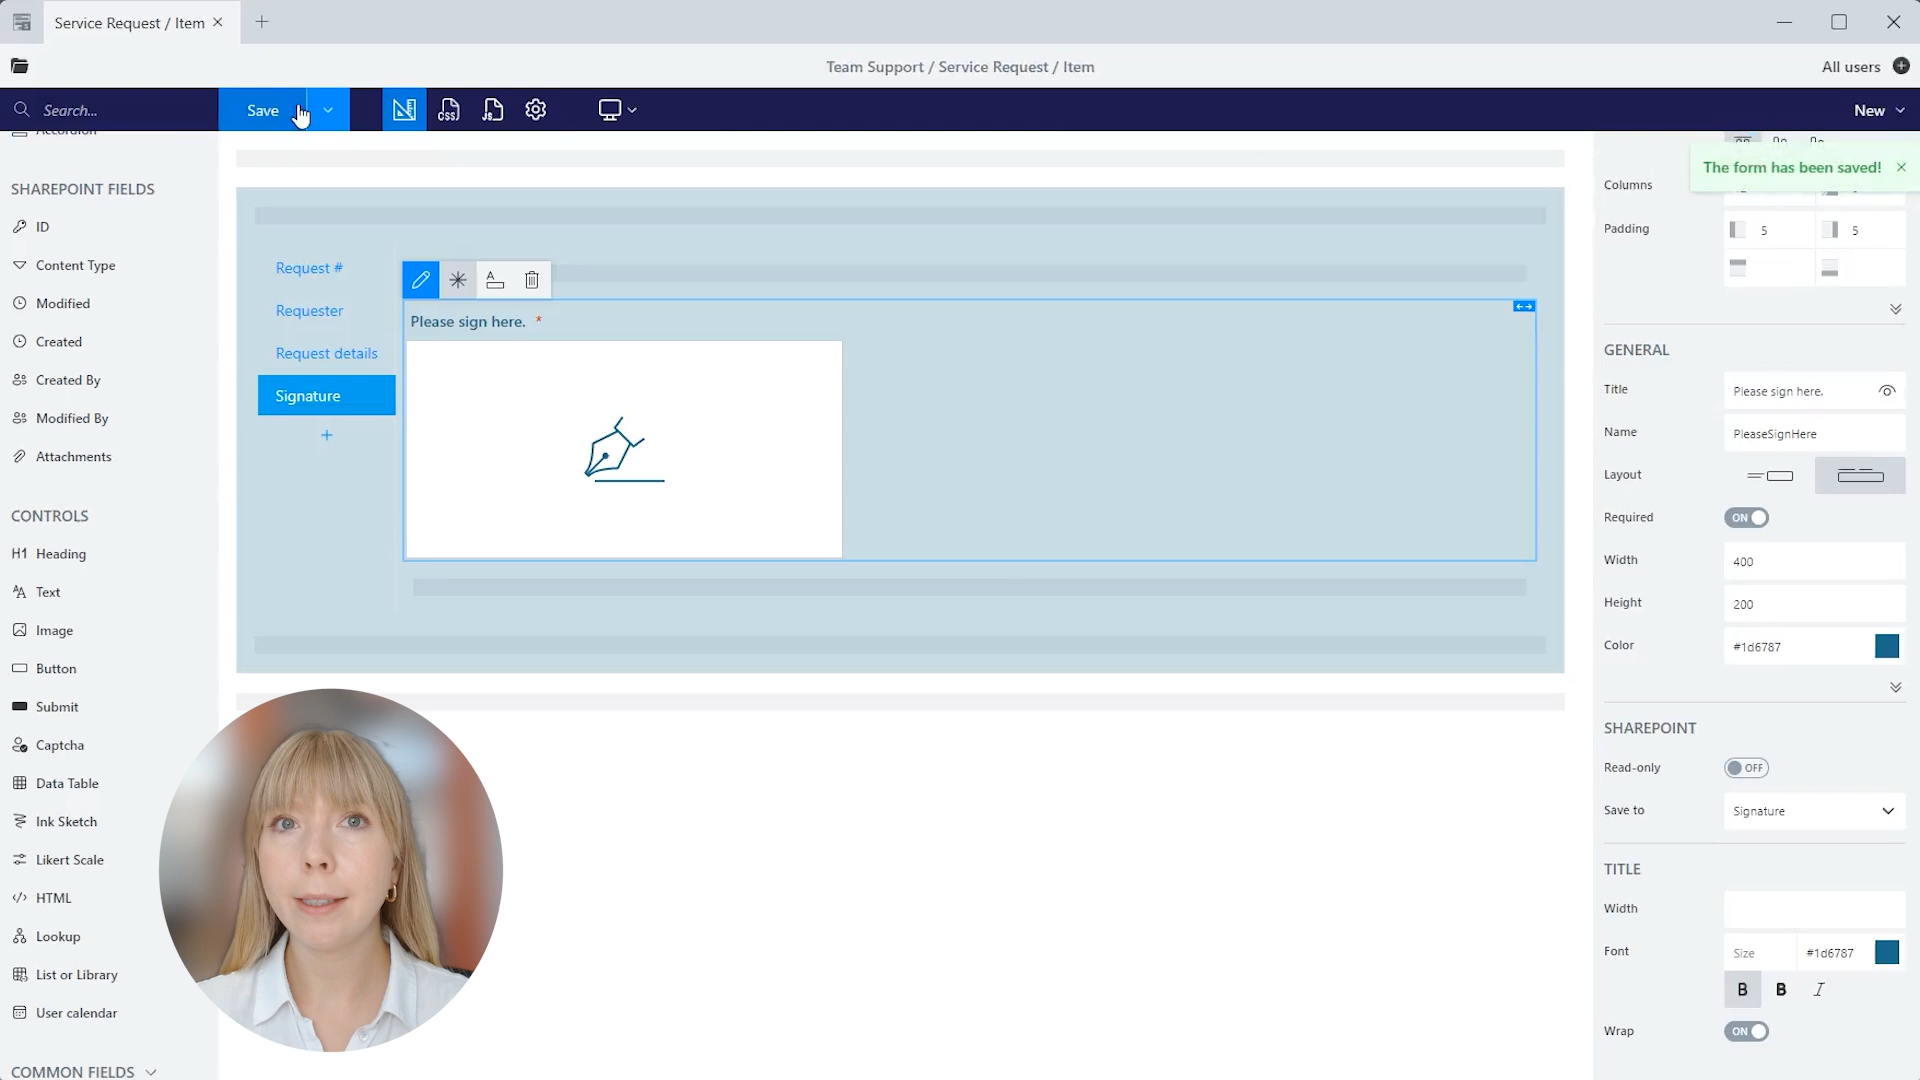 Service Request / Item
Team Support / Service Request / Item
All users
Search...
Save
CSS
JS
New
Accordion
The form has been saved!
SHAREPOINT FIELDS
ID
Content Type
Modified
Created
Created By
Modified By
Attachments
CONTROLS
H1 Heading
Text
Image
Button
Submit
Captcha
Data Table
Ink Sketch
Likert Scale
HTML
Lookup
List or Library
User calendar
COMMON FIELDS
Request #
Requester
Request details
Signature
+
Please sign here. *
Columns
Padding 5 5
GENERAL
Title Please sign here.
Name PleaseSignHere
Layout
Required ON
Width 400
Height 200
Color #1d6787
SHAREPOINT
Read-only OFF
Save to Signature
TITLE
Width
Font Size #1d6787
B B I
Wrap ON